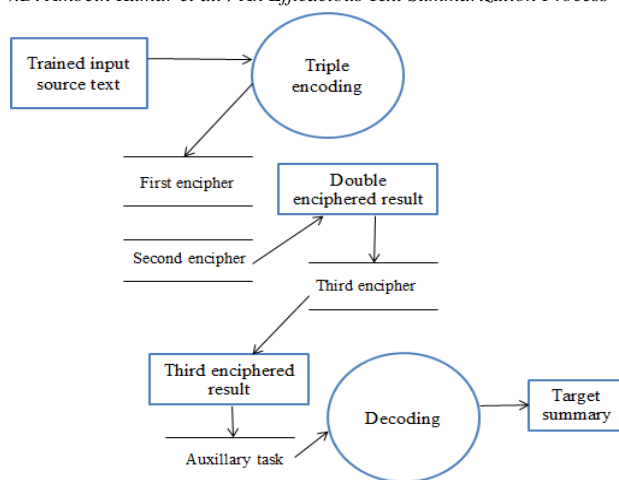 Trained input
source text
Triple
encoding
First encipher
Double
enciphered result
Second encipher
Third encipher
Third enciphered
result
Decoding
Target
summary
Auxillary task